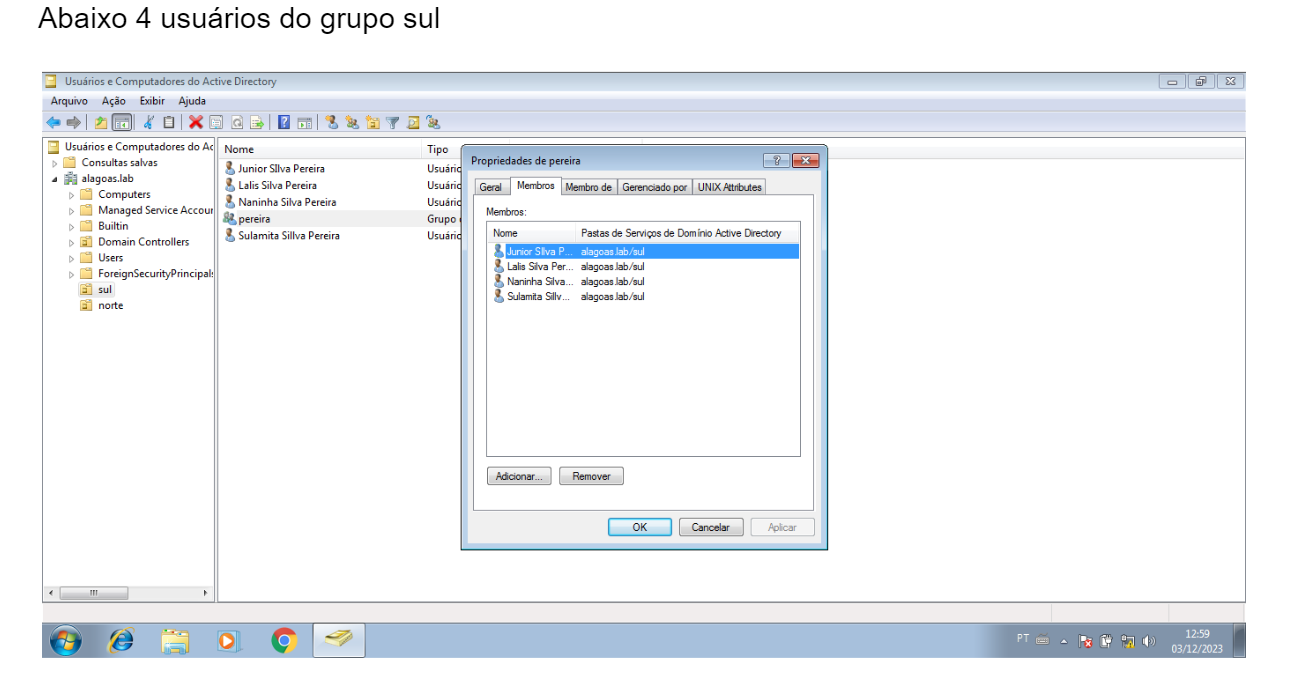 Abaixo 4 usuários do grupo sul
Usuários e Computadores do Active Directory
Arquivo Ação Exibir Ajuda
Usuários e Computadores do Ac
Consultas salvas
alagoas.lab
Computers
Managed Service Accour
Builtin
Domain Controllers
Users
ForeignSecurityPrincipals
sul
norte
Nome Tipo
Junior SIlva Pereira Usuáric
Lalis Silva Pereira Usuáric
Naninha Silva Pereira Usuáric
pereira Grupo
Sulamita Sillva Pereira Usuáric
Propriedades de pereira
Geral Membros Membro de Gerenciado por UNIX Attributes
Membros:
Nome Pastas de Serviços de Domínio Active Directory
Junior SIlva P... alagoas.lab/sul
Lalis Silva Per... alagoas.lab/sul
Naninha Silva... alagoas.lab/sul
Sulamita Sillv... alagoas.lab/sul
Adicionar... Remover
OK Cancelar Aplicar
PT 12:59
03/12/2023